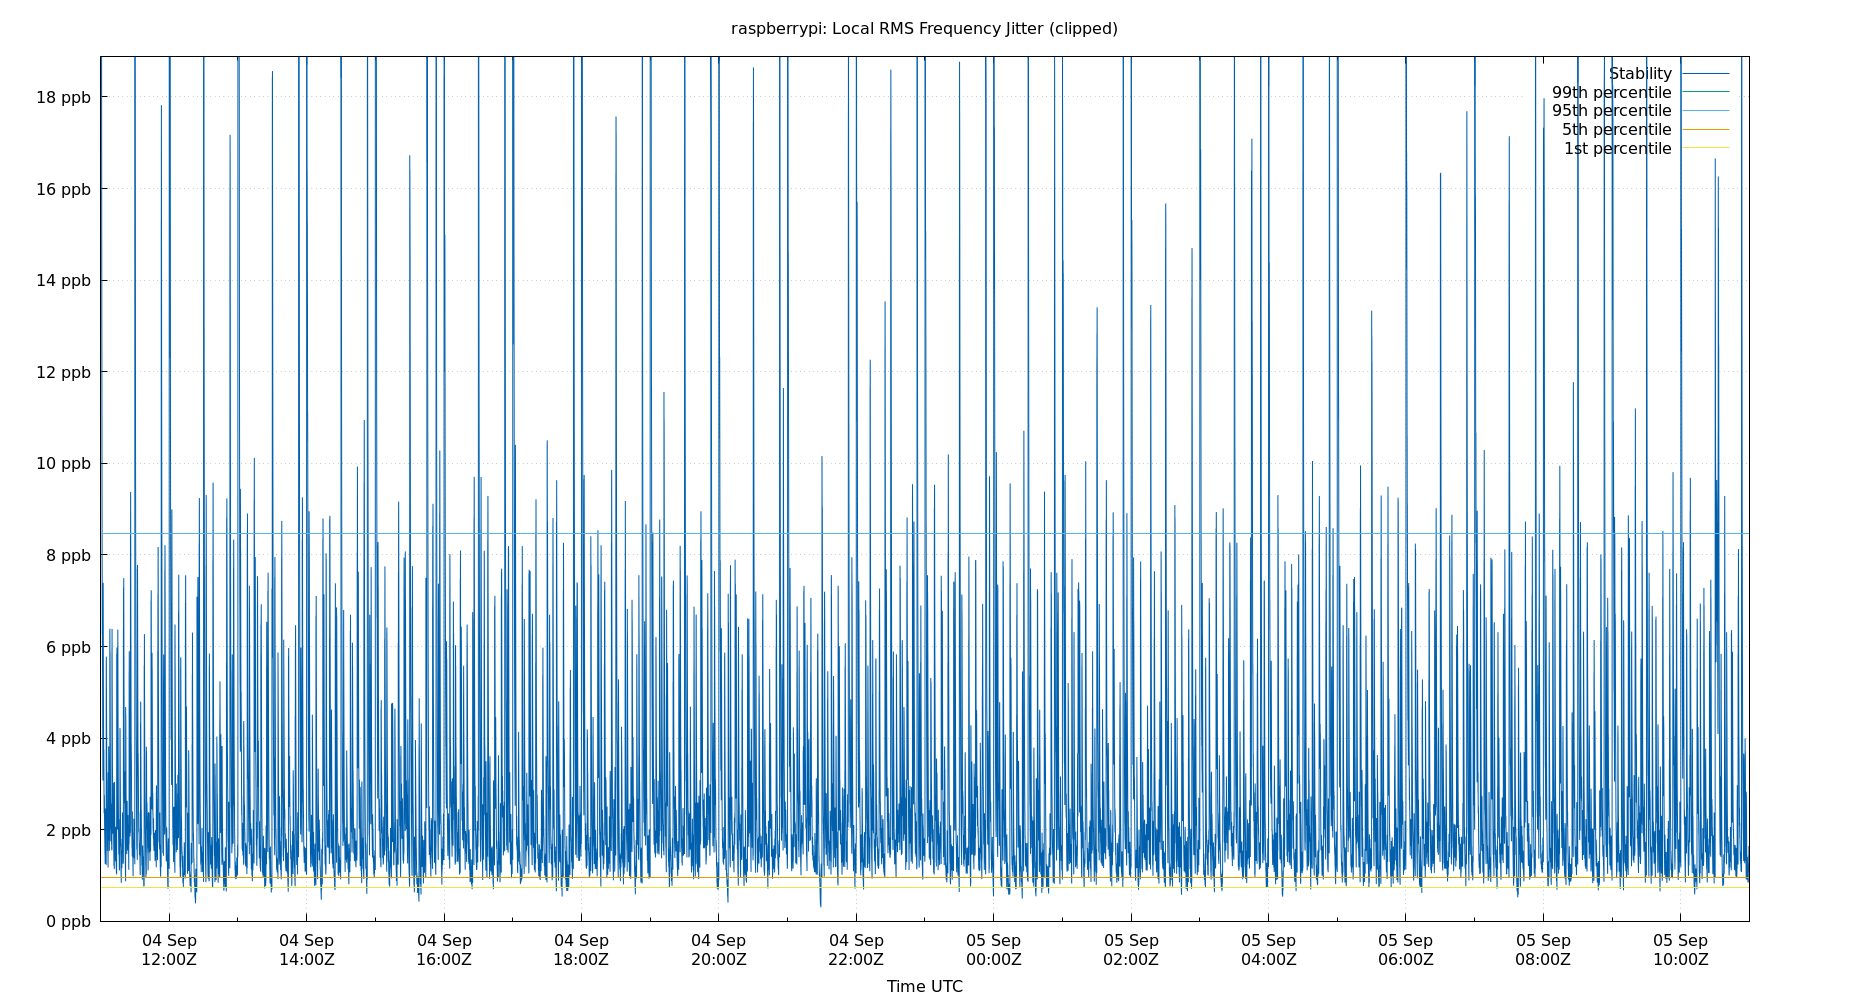 raspberrypi: Local RMS Frequency Jitter (clipped)
Stability
99th percentile
95th percentile
5th percentile
1st percentile
18 ppb
16 ppb
14 ppb
12 ppb
10 ppb
8 ppb
6 ppb
4 ppb
2 ppb
0 ppb
04 Sep 04 Sep 04 Sep 04 Sep 04 Sep 04 Sep 05 Sep 05 Sep 05 Sep 05 Sep 05 Sep 05 Sep
12:00Z 14:00Z 16:00Z 18:00Z 20:00Z 22:00Z 00:00Z 02:00Z 04:00Z 06:00Z 08:00Z 10:00Z
Time UTC